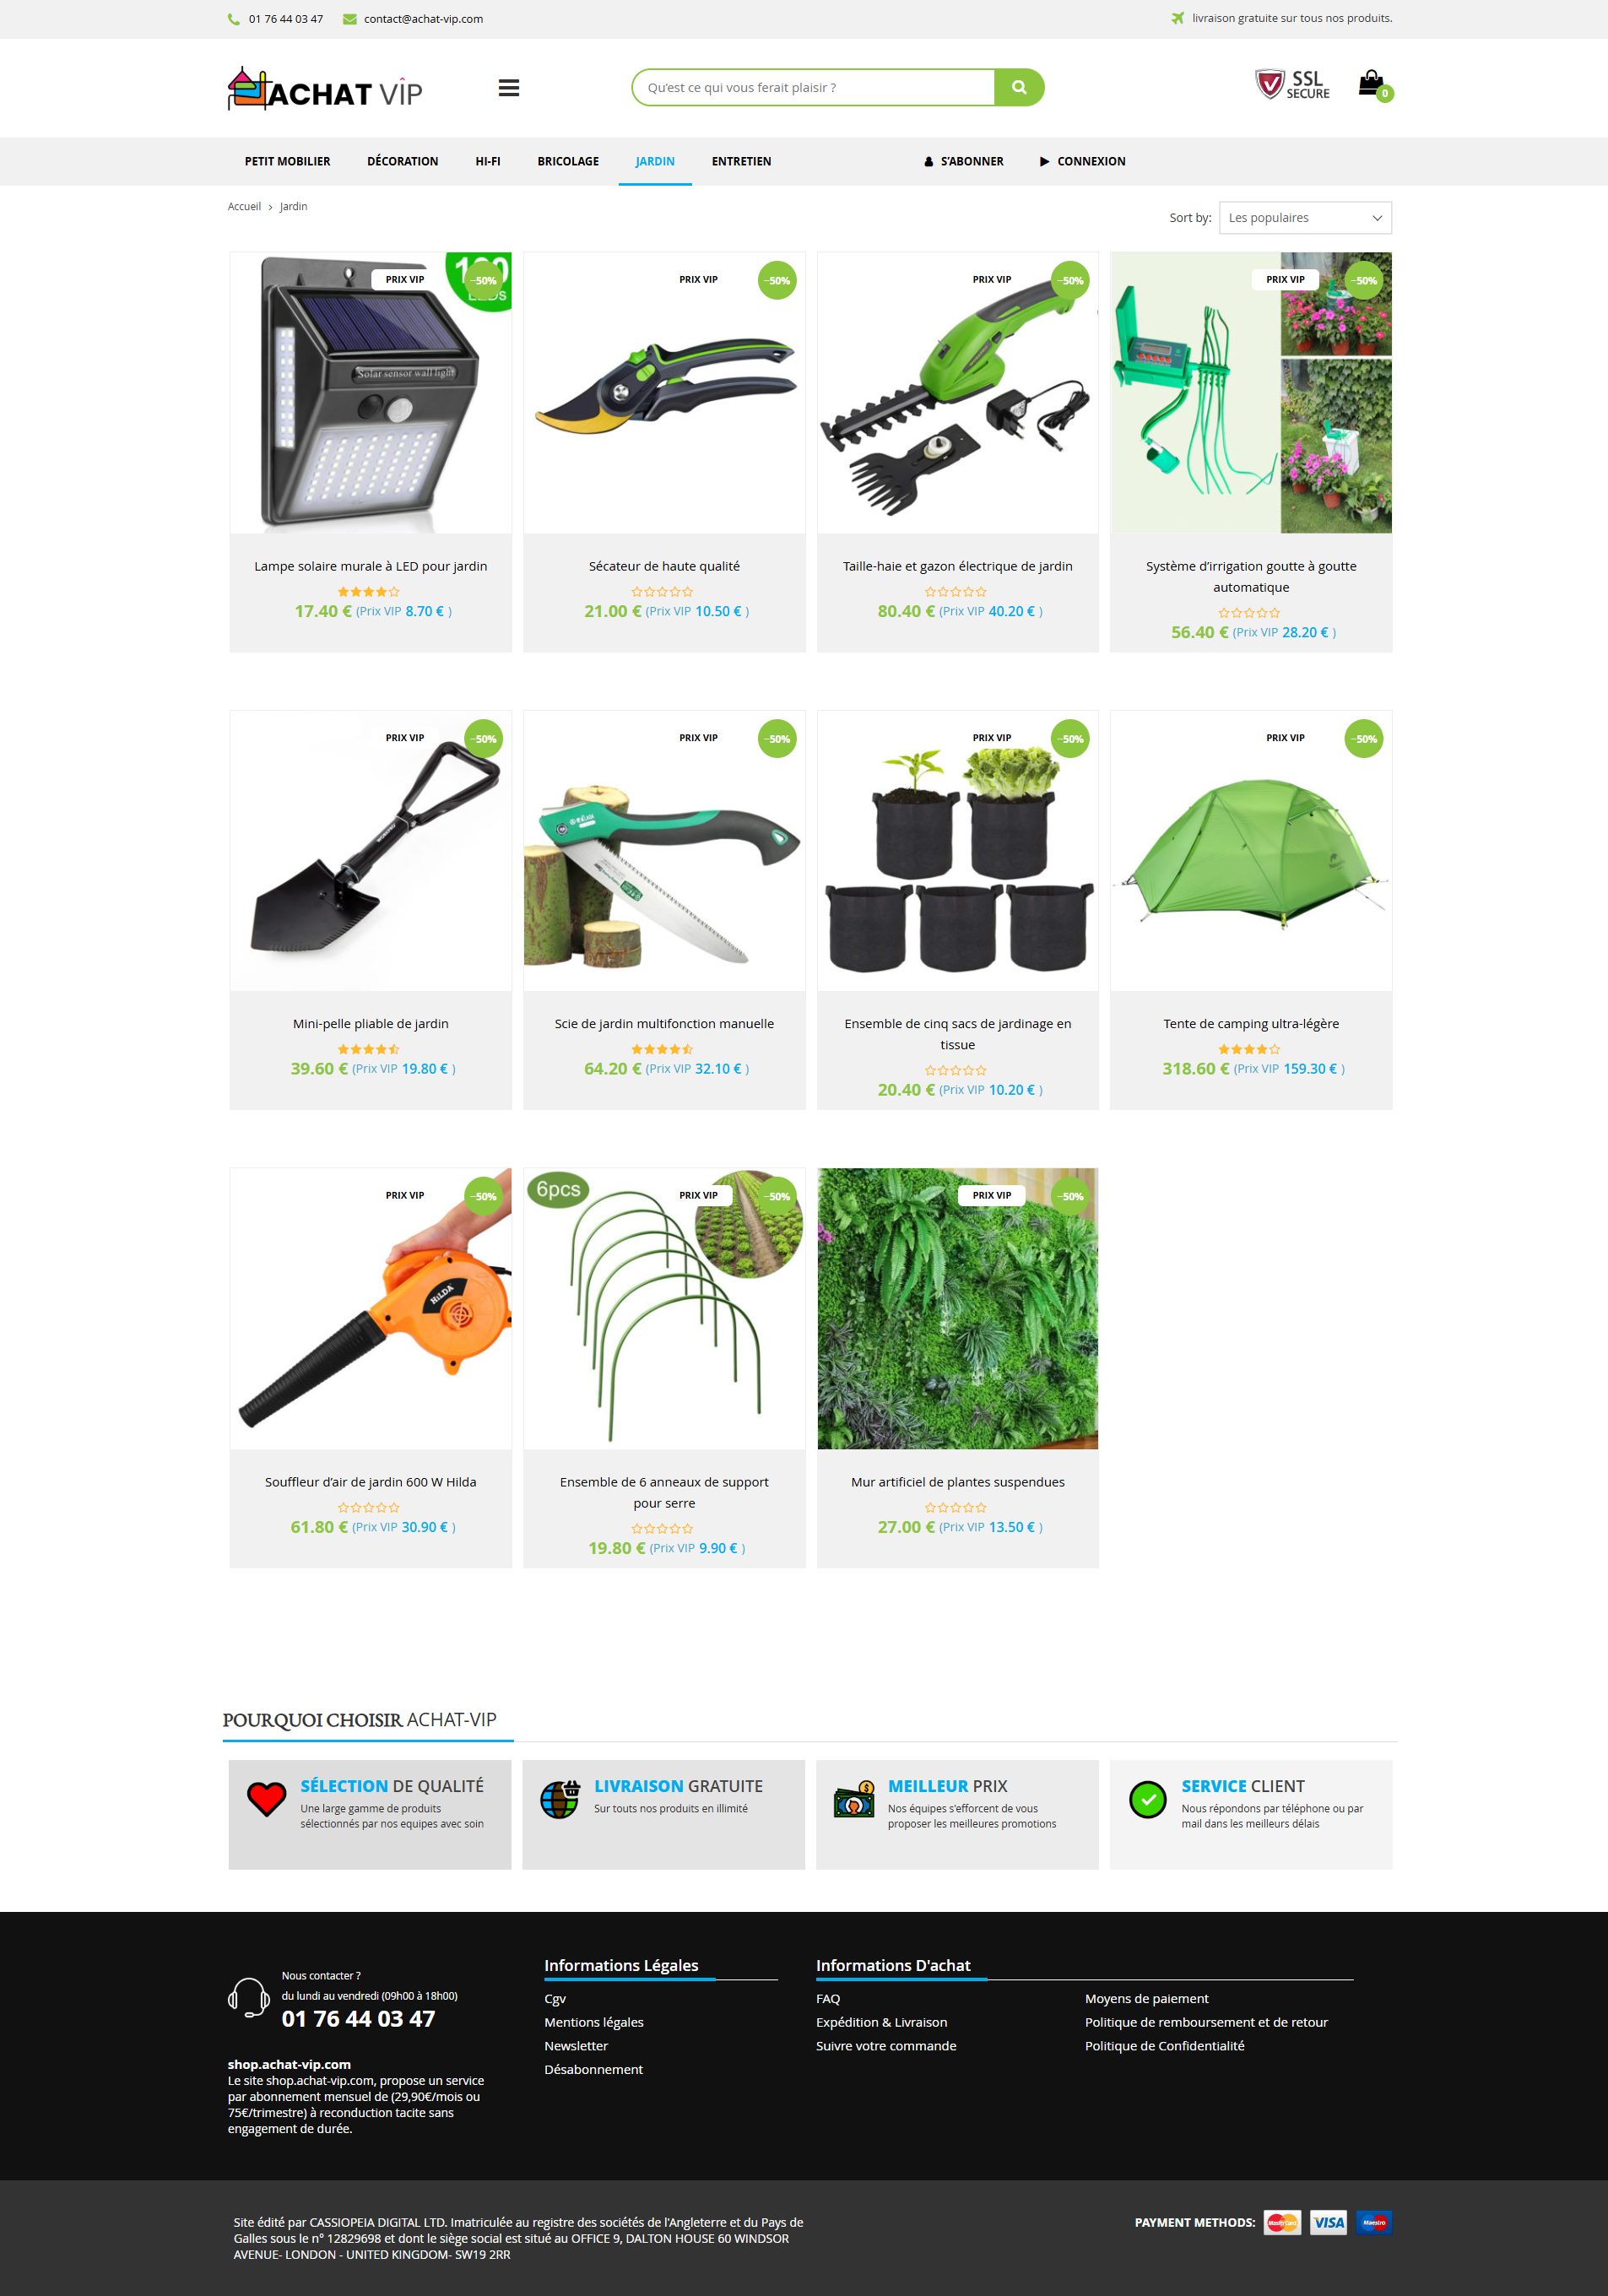 01 76 44 03 47 contact@achat-vip.com livraison gratuite sur tous nos produits.
ACHAT VIP
Qu'est ce qui vous ferait plaisir ?
SSL
SECURE
0
PETIT MOBILIER DÉCORATION HI-FI BRICOLAGE JARDIN ENTRETIEN S'ABONNER CONNEXION
Accueil > Jardin
Sort by: Les populaires
PRIX VIP -50% PRIX VIP -50% PRIX VIP -50% PRIX VIP -50%
LEDs
Solar sensor wall light
Lampe solaire murale à LED pour jardin
17.40 € (Prix VIP 8.70 € )
Sécateur de haute qualité
21.00 € (Prix VIP 10.50 € )
Taille-haie et gazon électrique de jardin
80.40 € (Prix VIP 40.20 € )
Système d'irrigation goutte à goutte
automatique
56.40 € (Prix VIP 28.20 € )
PRIX VIP -50% PRIX VIP -50% PRIX VIP -50% PRIX VIP -50%
Mini-pelle pliable de jardin
39.60 € (Prix VIP 19.80 € )
Scie de jardin multifonction manuelle
64.20 € (Prix VIP 32.10 € )
Ensemble de cinq sacs de jardinage en
tissue
20.40 € (Prix VIP 10.20 € )
Tente de camping ultra-légère
318.60 € (Prix VIP 159.30 € )
PRIX VIP -50% PRIX VIP -50% PRIX VIP -50%
HILDA
6pcs
Souffleur d'air de jardin 600 W Hilda
61.80 € (Prix VIP 30.90 € )
Ensemble de 6 anneaux de support
pour serre
19.80 € (Prix VIP 9.90 € )
Mur artificiel de plantes suspendues
27.00 € (Prix VIP 13.50 € )
POURQUOI CHOISIR ACHAT-VIP
SÉLECTION DE QUALITÉ
Une large gamme de produits
sélectionnés par nos equipes avec soin
LIVRAISON GRATUITE
Sur touts nos produits en illimité
MEILLEUR PRIX
Nos équipes s'efforcent de vous
proposer les meilleures promotions
SERVICE CLIENT
Nous répondons par téléphone ou par
mail dans les meilleurs délais
Nous contacter ?
du lundi au vendredi (09h00 à 18h00)
01 76 44 03 47
shop.achat-vip.com
Le site shop.achat-vip.com, propose un service
par abonnement mensuel de (29,90€/mois ou
75€/trimestre) à reconduction tacite sans
engagement de durée.
Informations Légales
Cgv
Mentions légales
Newsletter
Désabonnement
Informations D'achat
FAQ
Expédition & Livraison
Suivre votre commande
Moyens de paiement
Politique de remboursement et de retour
Politique de Confidentialité
Site édité par CASSIOPEIA DIGITAL LTD. Imatriculée au registre des sociétés de l'Angleterre et du Pays de
Galles sous le n° 12829698 et dont le siège social est situé au OFFICE 9, DALTON HOUSE 60 WINDSOR
AVENUE- LONDON - UNITED KINGDOM- SW19 2RR
PAYMENT METHODS: MasterCard VISA Maestro